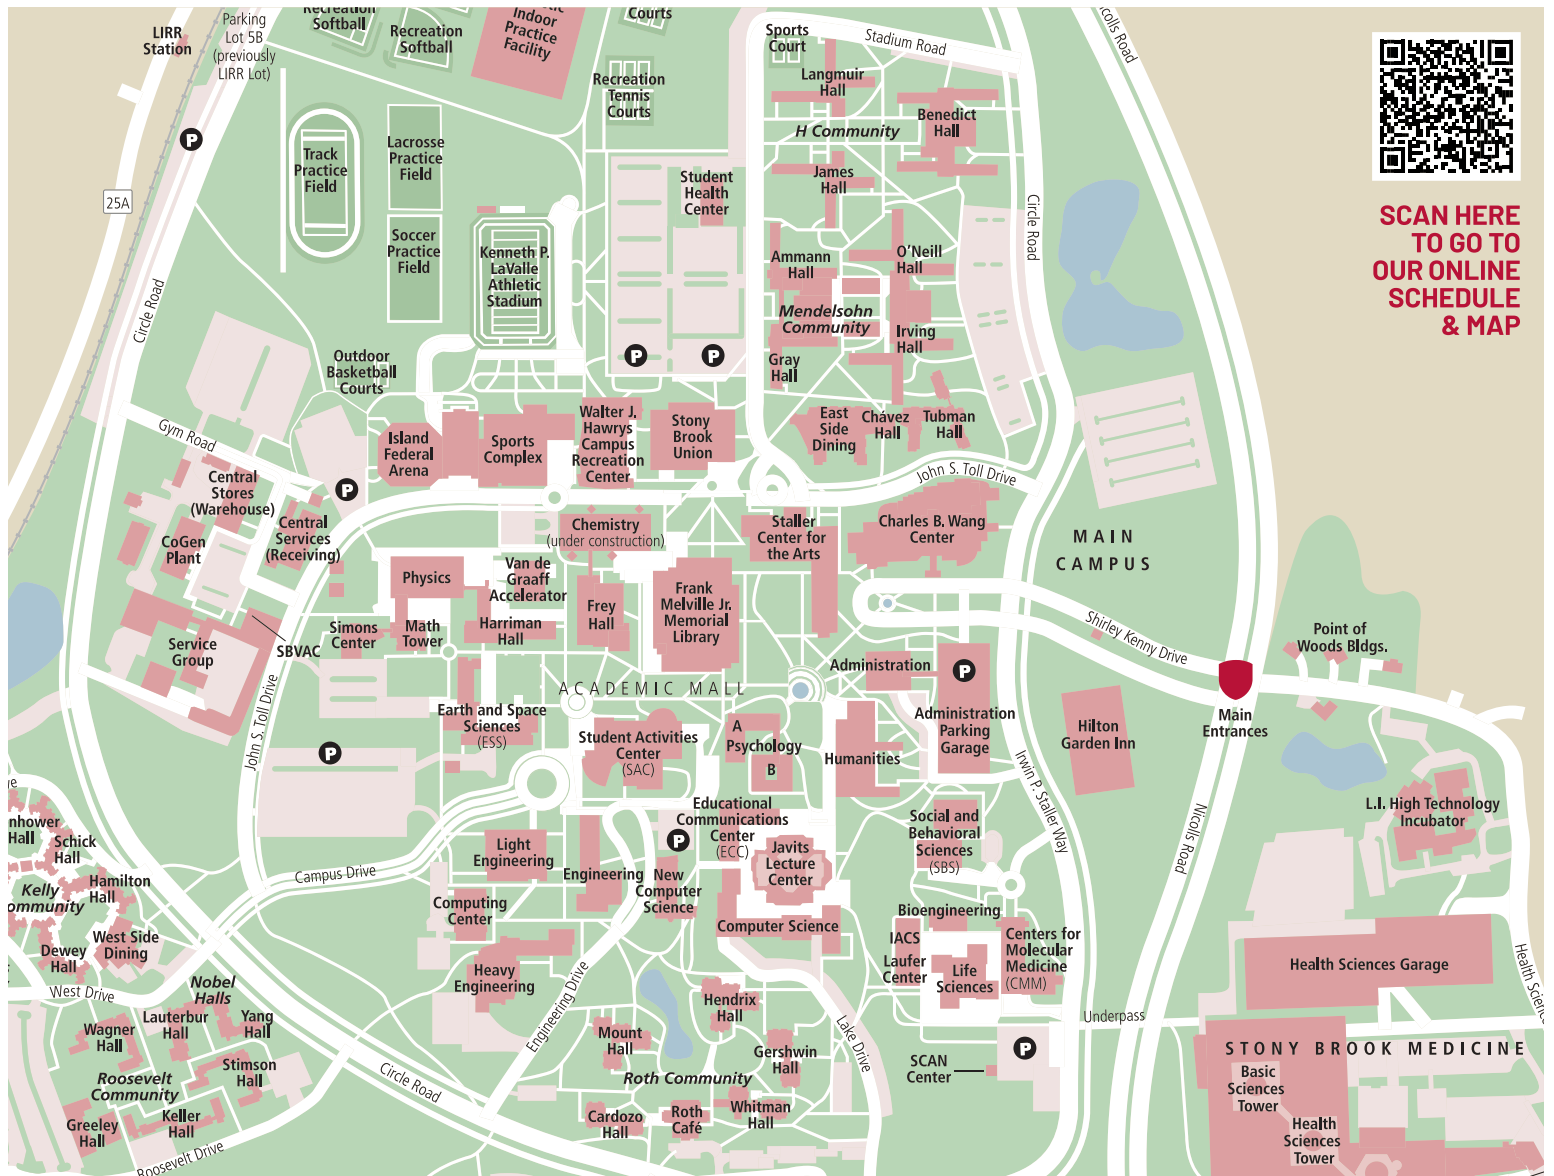 LIRR
Station
Parking
Lot 5B
(previously
LIRR Lot)
Recreation
Softball
Recreation
Softball
Indoor
Practice
Facility
Courts
Recreation
Tennis
Courts
Sports
Court
Stadium Road
Nicolls Road
Langmuir
Hall
Benedict
Hall
H Community
James
Hall
SCAN HERE
TO GO TO
OUR ONLINE
SCHEDULE
& MAP
P
25A
Track
Practice
Field
Lacrosse
Practice
Field
Soccer
Practice
Field
Kenneth P.
LaValle
Athletic
Stadium
Student
Health
Center
Circle Road
Circle Road
Ammann
Hall
O'Neill
Hall
Mendelsohn
Community
Irving
Hall
Gray
Hall
P
P
Outdoor
Basketball
Courts
Gym Road
Island
Federal
Arena
Sports
Complex
Walter J.
Hawrys
Campus
Recreation
Center
Stony
Brook
Union
East
Side
Dining
Chávez
Hall
Tubman
Hall
John S. Toll Drive
Central
Stores
(Warehouse)
P
Central
Services
(Receiving)
CoGen
Plant
Chemistry
(under construction)
Staller
Center for
the Arts
Charles B. Wang
Center
MAIN
CAMPUS
Physics
Van de
Graaff
Accelerator
Frey
Hall
Frank
Melville Jr.
Memorial
Library
Simons
Center
Math
Tower
Harriman
Hall
Service
Group
SBVAC
Shirley Kenny Drive
Point of
Woods Bldgs.
Administration
P
ACADEMIC MALL
John S. Toll Drive
Earth and Space
Sciences
(ESS)
Student Activities
Center
(SAC)
A
Psychology
B
Humanities
Administration
Parking
Garage
Hilton
Garden Inn
Main
Entrances
P
Irwin P. Staller Way
Nicolls Road
L.I. High Technology
Incubator
Educational
Communications
Center
(ECC)
Social and
Behavioral
Sciences
(SBS)
Hall
Schick
Hall
Light
Engineering
Engineering
P
Javits
Lecture
Center
New
Computer
Science
Campus Drive
Kelly
Hamilton
Hall
Computing
Center
Computer Science
Bioengineering
IACS
Laufer
Center
Life
Sciences
Centers for
Molecular
Medicine
(CMM)
Dewey
Hall
West Side
Dining
Heavy
Engineering
Health Sciences Garage
West Drive
Nobel
Halls
Lauterbur
Hall
Yang
Hall
Wagner
Hall
Stimson
Hall
Roosevelt
Community
Keller
Hall
Greeley
Hall
Roosevelt Drive
Circle Road
Engineering Drive
Hendrix
Hall
Mount
Hall
Gershwin
Hall
Roth Community
Cardozo
Hall
Roth
Café
Whitman
Hall
Lake Drive
SCAN
Center
P
Underpass
STONY BROOK MEDICINE
Basic
Sciences
Tower
Health
Sciences
Tower